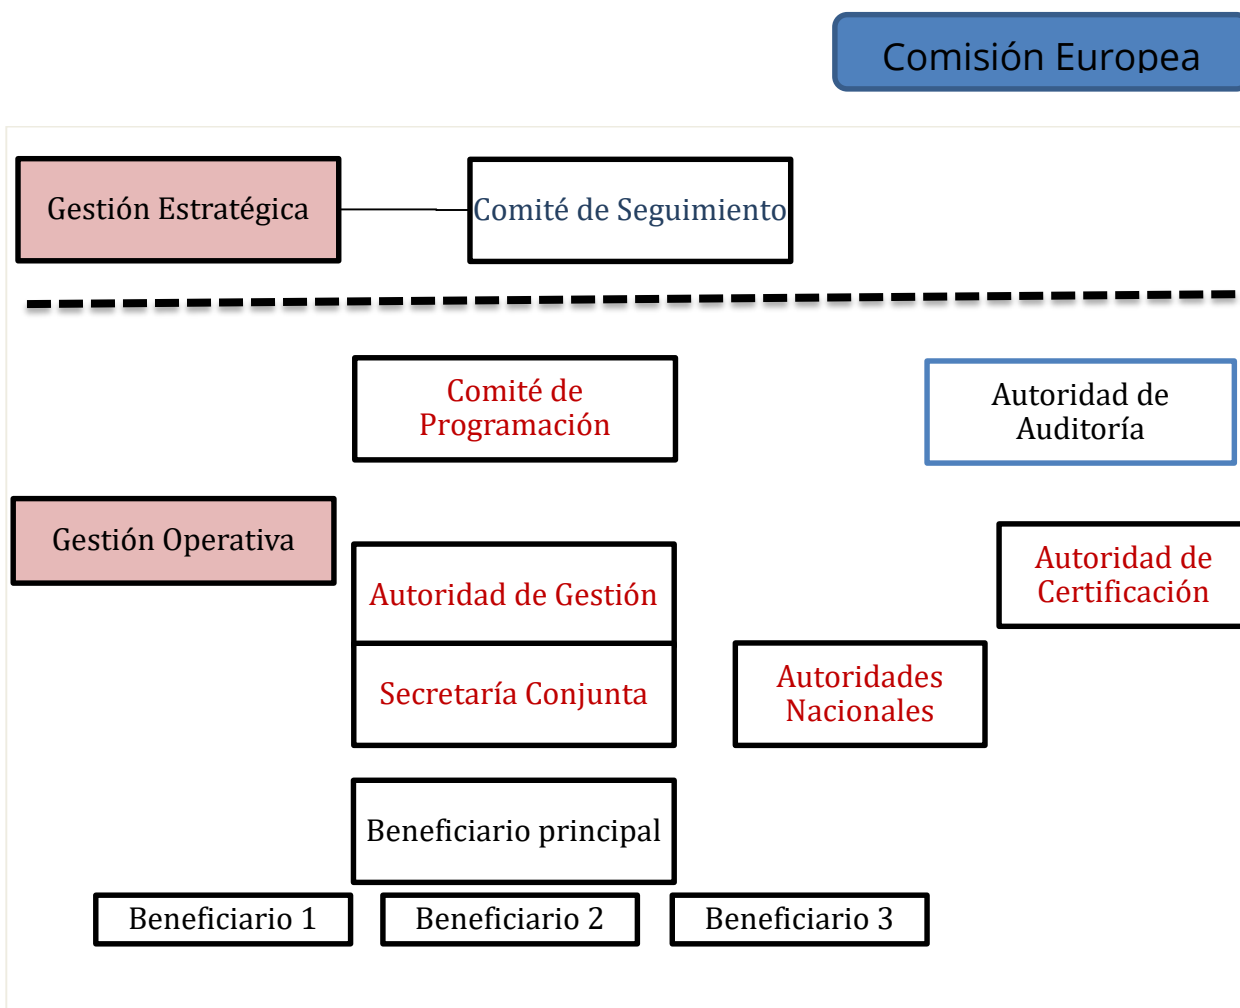 Comisión Europea
Gestión Estratégica
Comité de Seguimiento
Comité de
Programación
Autoridad de
Auditoría
Gestión Operativa
Autoridad de Gestión
Autoridad de
Certificación
Secretaría Conjunta
Autoridades
Nacionales
Beneficiario principal
Beneficiario 1
Beneficiario 2
Beneficiario 3